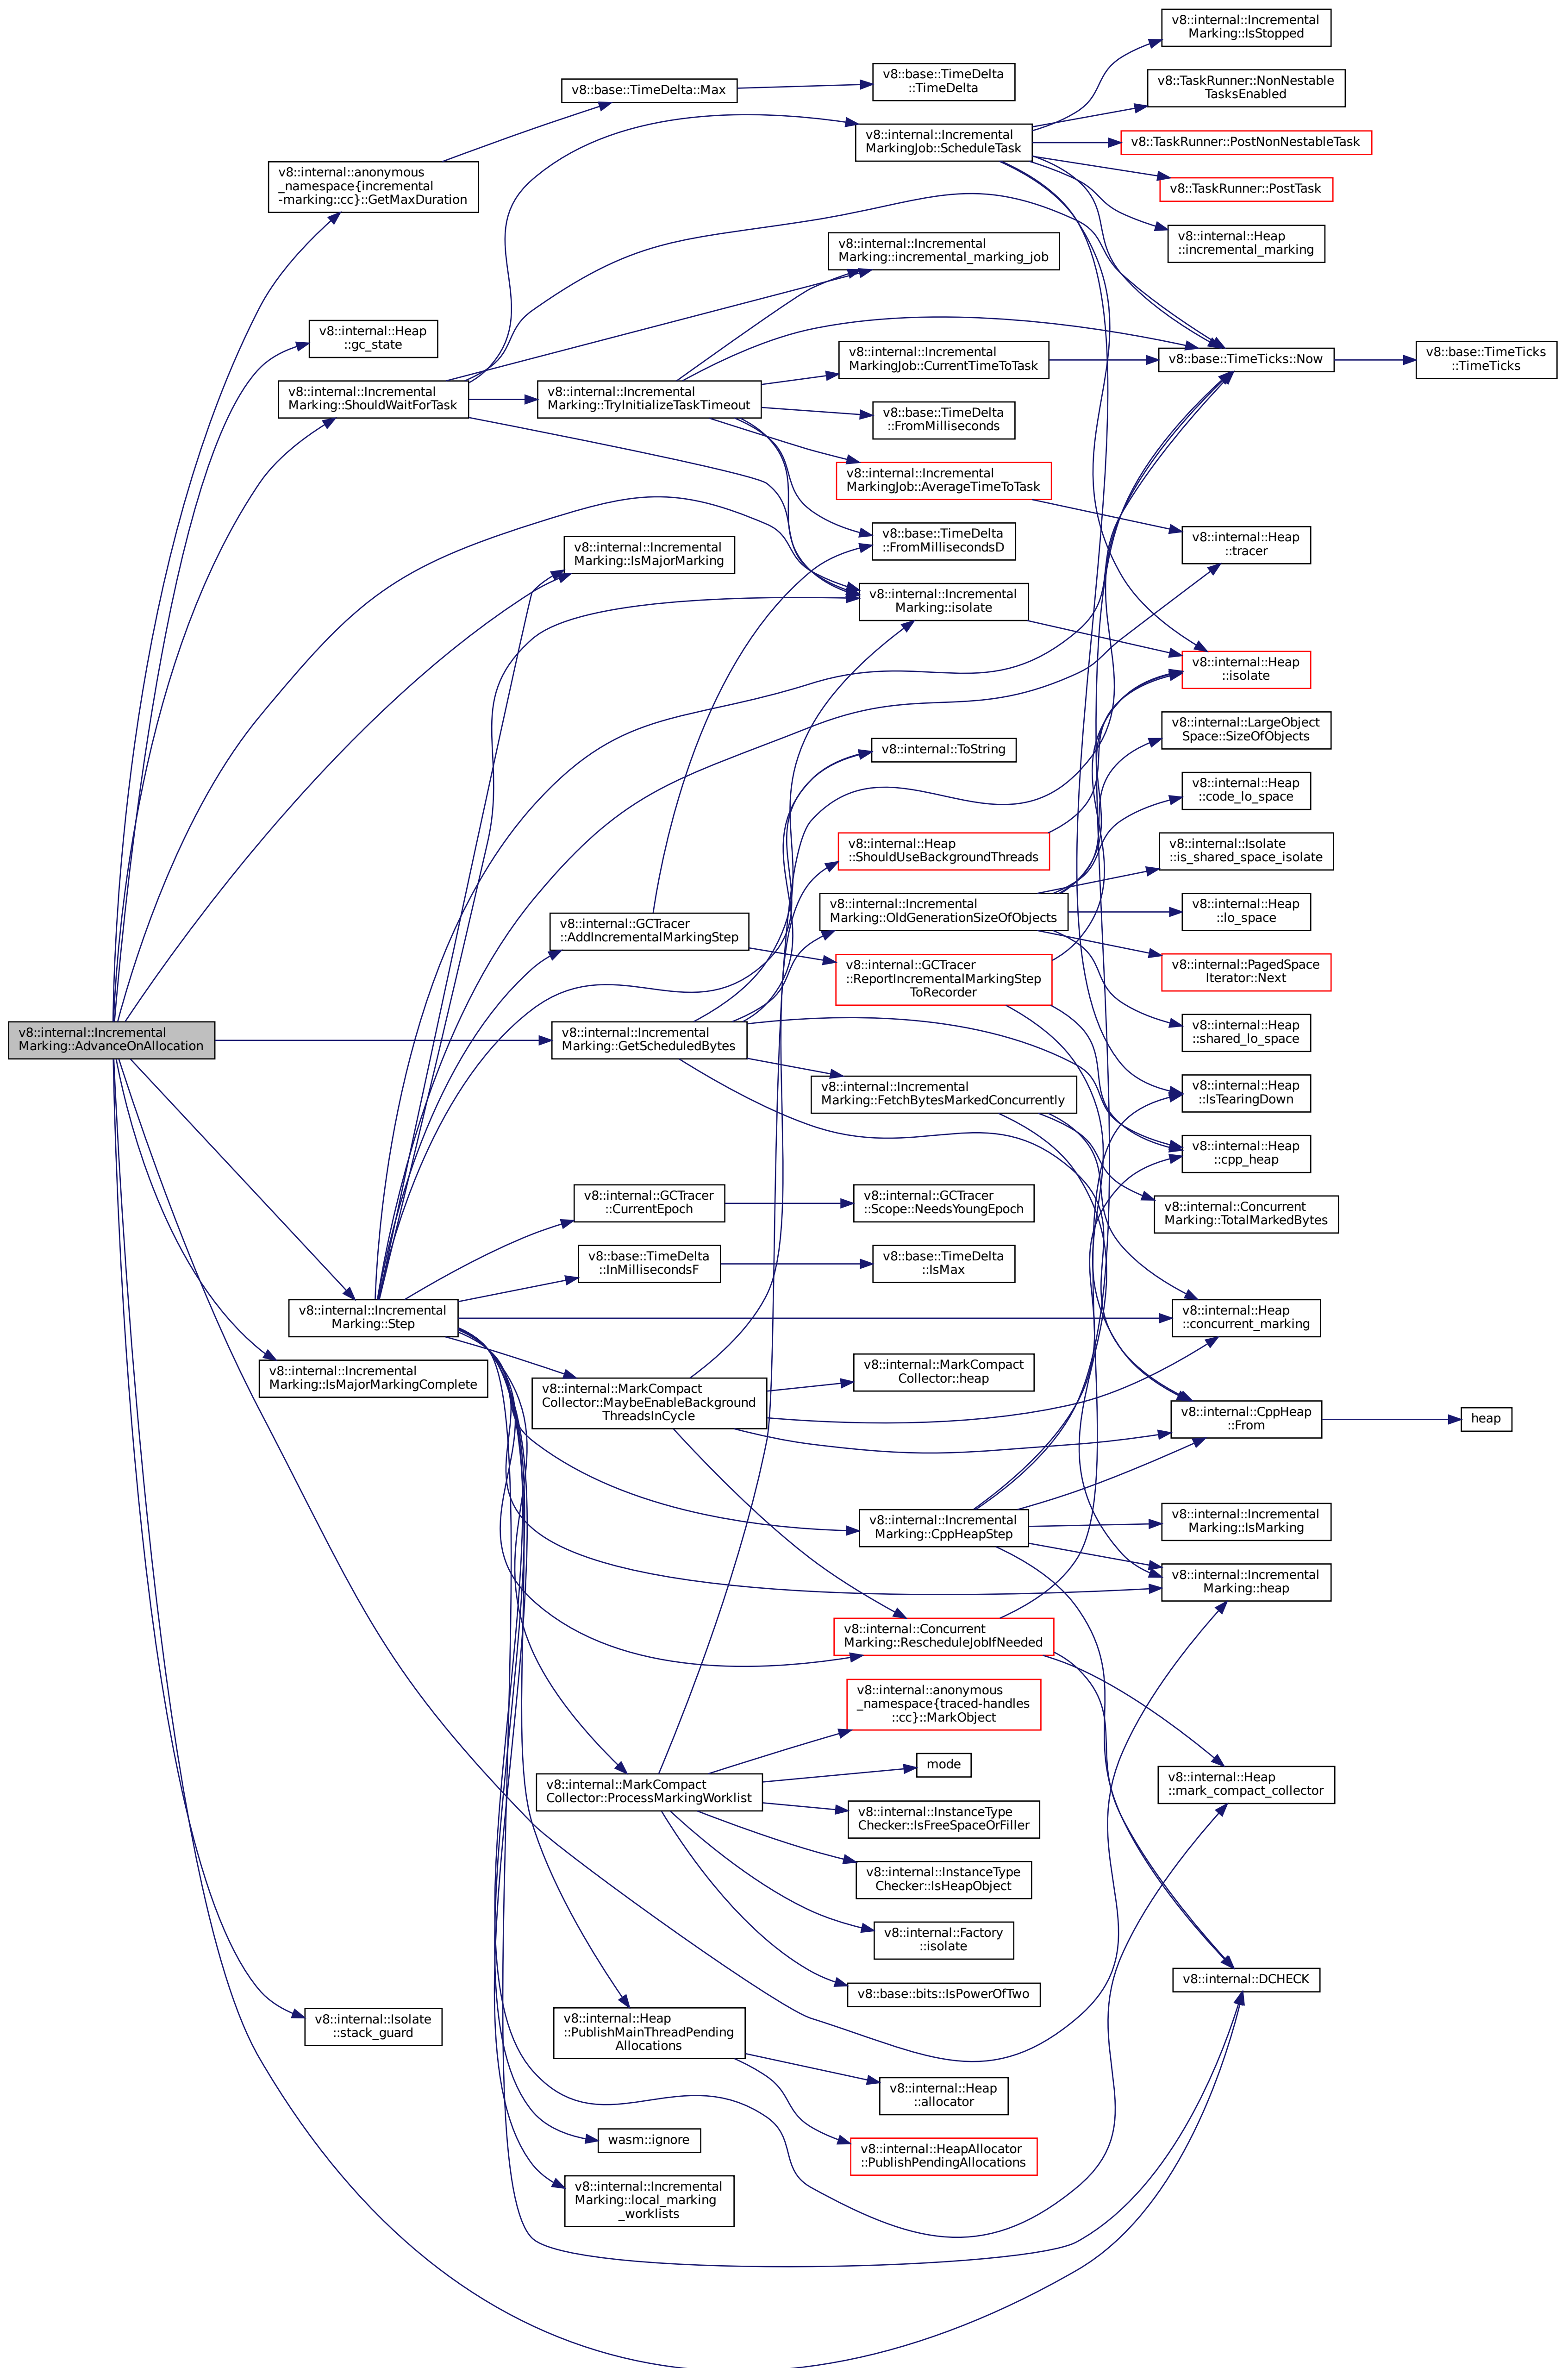 v8::internal::Incremental
Marking::IsStopped
v8::base::TimeDelta::Max
v8::base::TimeDelta
::TimeDelta
v8::TaskRunner::NonNestable
TasksEnabled
v8::internal::Incremental
MarkingJob::ScheduleTask
v8::TaskRunner::PostNonNestableTask
v8::internal::anonymous
_namespace{incremental
-marking::cc}::GetMaxDuration
v8::TaskRunner::PostTask
v8::internal::Incremental
Marking::incremental_marking_job
v8::internal::Heap
::incremental_marking
v8::internal::Heap
::gc_state
v8::internal::Incremental
MarkingJob::CurrentTimeToTask
v8::base::TimeTicks::Now
v8::base::TimeTicks
::TimeTicks
v8::internal::Incremental
Marking::ShouldWaitForTask
v8::internal::Incremental
Marking::TryInitializeTaskTimeout
v8::base::TimeDelta
::FromMilliseconds
v8::internal::Incremental
MarkingJob::AverageTimeToTask
v8::internal::Incremental
Marking::IsMajorMarking
v8::base::TimeDelta
::FromMillisecondsD
v8::internal::Heap
::tracer
v8::internal::Incremental
Marking::isolate
v8::internal::Heap
::isolate
v8::internal::ToString
v8::internal::LargeObject
Space::SizeOfObjects
v8::internal::Heap
::code_lo_space
v8::internal::Heap
::ShouldUseBackgroundThreads
v8::internal::Isolate
::is_shared_space_isolate
v8::internal::GCTracer
::AddIncrementalMarkingStep
v8::internal::Incremental
Marking::OldGenerationSizeOfObjects
v8::internal::Heap
::lo_space
v8::internal::GCTracer
::ReportIncrementalMarkingStep
ToRecorder
v8::internal::PagedSpace
Iterator::Next
v8::internal::Incremental
Marking::AdvanceOnAllocation
v8::internal::Incremental
Marking::GetScheduledBytes
v8::internal::Heap
::shared_lo_space
v8::internal::Incremental
Marking::FetchBytesMarkedConcurrently
v8::internal::Heap
::IsTearingDown
v8::internal::Heap
::cpp_heap
v8::internal::GCTracer
::CurrentEpoch
v8::internal::GCTracer
::Scope::NeedsYoungEpoch
v8::internal::Concurrent
Marking::TotalMarkedBytes
v8::base::TimeDelta
::InMillisecondsF
v8::base::TimeDelta
::IsMax
v8::internal::Incremental
Marking::Step
v8::internal::Heap
::concurrent_marking
v8::internal::Incremental
Marking::IsMajorMarkingComplete
v8::internal::MarkCompact
Collector::MaybeEnableBackground
ThreadsInCycle
v8::internal::MarkCompact
Collector::heap
v8::internal::CppHeap
::From
heap
v8::internal::Incremental
Marking::CppHeapStep
v8::internal::Incremental
Marking::IsMarking
v8::internal::Incremental
Marking::heap
v8::internal::Concurrent
Marking::RescheduleJobIfNeeded
v8::internal::anonymous
_namespace{traced-handles
::cc}::MarkObject
v8::internal::MarkCompact
Collector::ProcessMarkingWorklist
mode
v8::internal::Heap
::mark_compact_collector
v8::internal::InstanceType
Checker::IsFreeSpaceOrFiller
v8::internal::InstanceType
Checker::IsHeapObject
v8::internal::Factory
::isolate
v8::base::bits::IsPowerOfTwo
v8::internal::DCHECK
v8::internal::Isolate
::stack_guard
v8::internal::Heap
::PublishMainThreadPending
Allocations
v8::internal::Heap
::allocator
wasm::ignore
v8::internal::HeapAllocator
::PublishPendingAllocations
v8::internal::Incremental
Marking::local_marking
_worklists